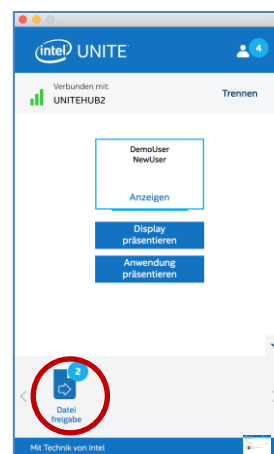 intel UNITE
4
Verbunden mit:
UNITEHUB2
Trennen
DemoUser
NewUser
Anzeigen
Display
präsentieren
Anwendung
präsentieren
2
Datei
freigabe
Mit Technik von Intel